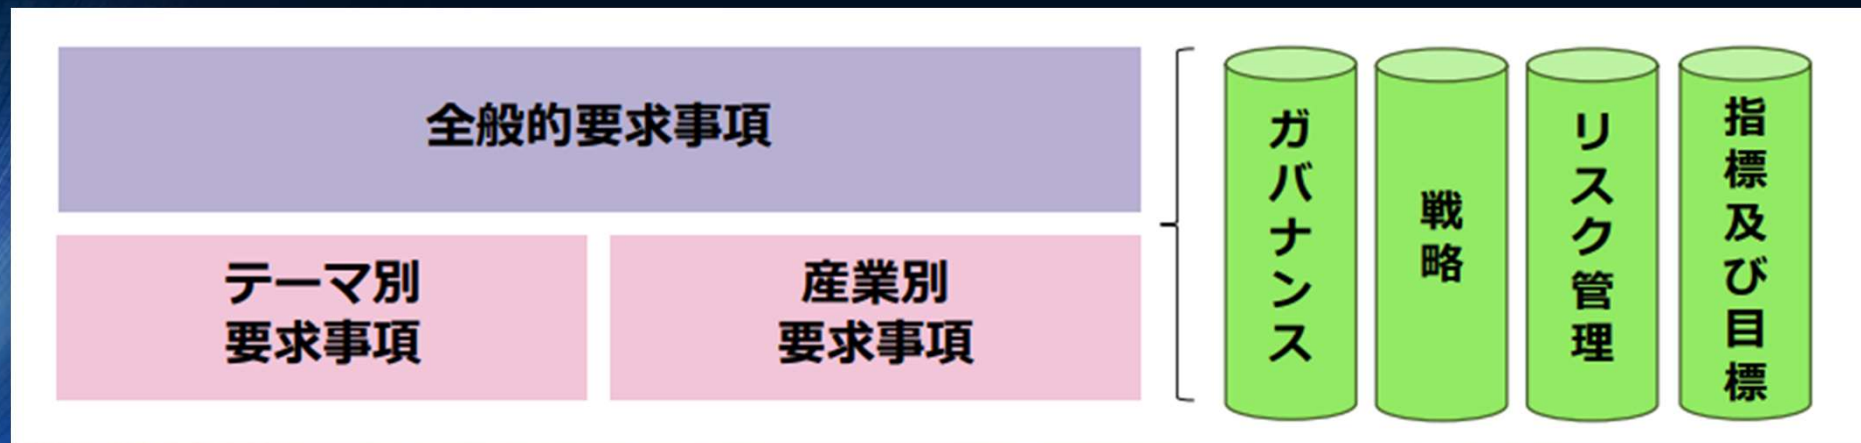 全般的要求事項
テーマ別
要求事項
産業別
要求事項
ガバナンス
戦略
リスク管理
指標及び目標